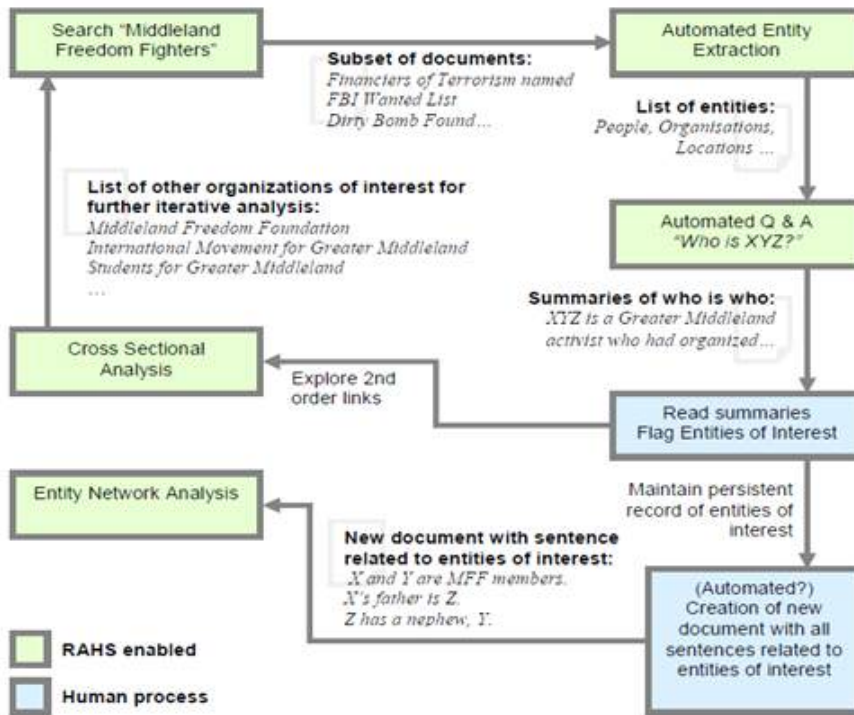 Search “Middleland
Freedom Fighters”
Subset of documents:
Financiers of Terrorism named
FBI Wanted List
Dirty Bomb Found…
Automated Entity
Extraction
List of entities:
People, Organisations,
Locations …
Automated Q & A
“Who is XYZ?”
Summaries of who is who:
XYZ is a Greater Middleland
activist who had organized…
Read summaries
Flag Entities of Interest
Explore 2nd
order links
Cross Sectional
Analysis
List of other organizations of interest for
further iterative analysis:
Middleland Freedom Foundation
International Movement for Greater Middleland
Students for Greater Middleland
…
Maintain persistent
record of entities of
interest
(Automated?)
Creation of new
document with all
sentences related to
entities of interest
New document with sentence
related to entities of interest:
X and Y are MFF members.
X’s father is Z.
Z has a nephew, Y.
Entity Network Analysis
RAHS enabled
Human process